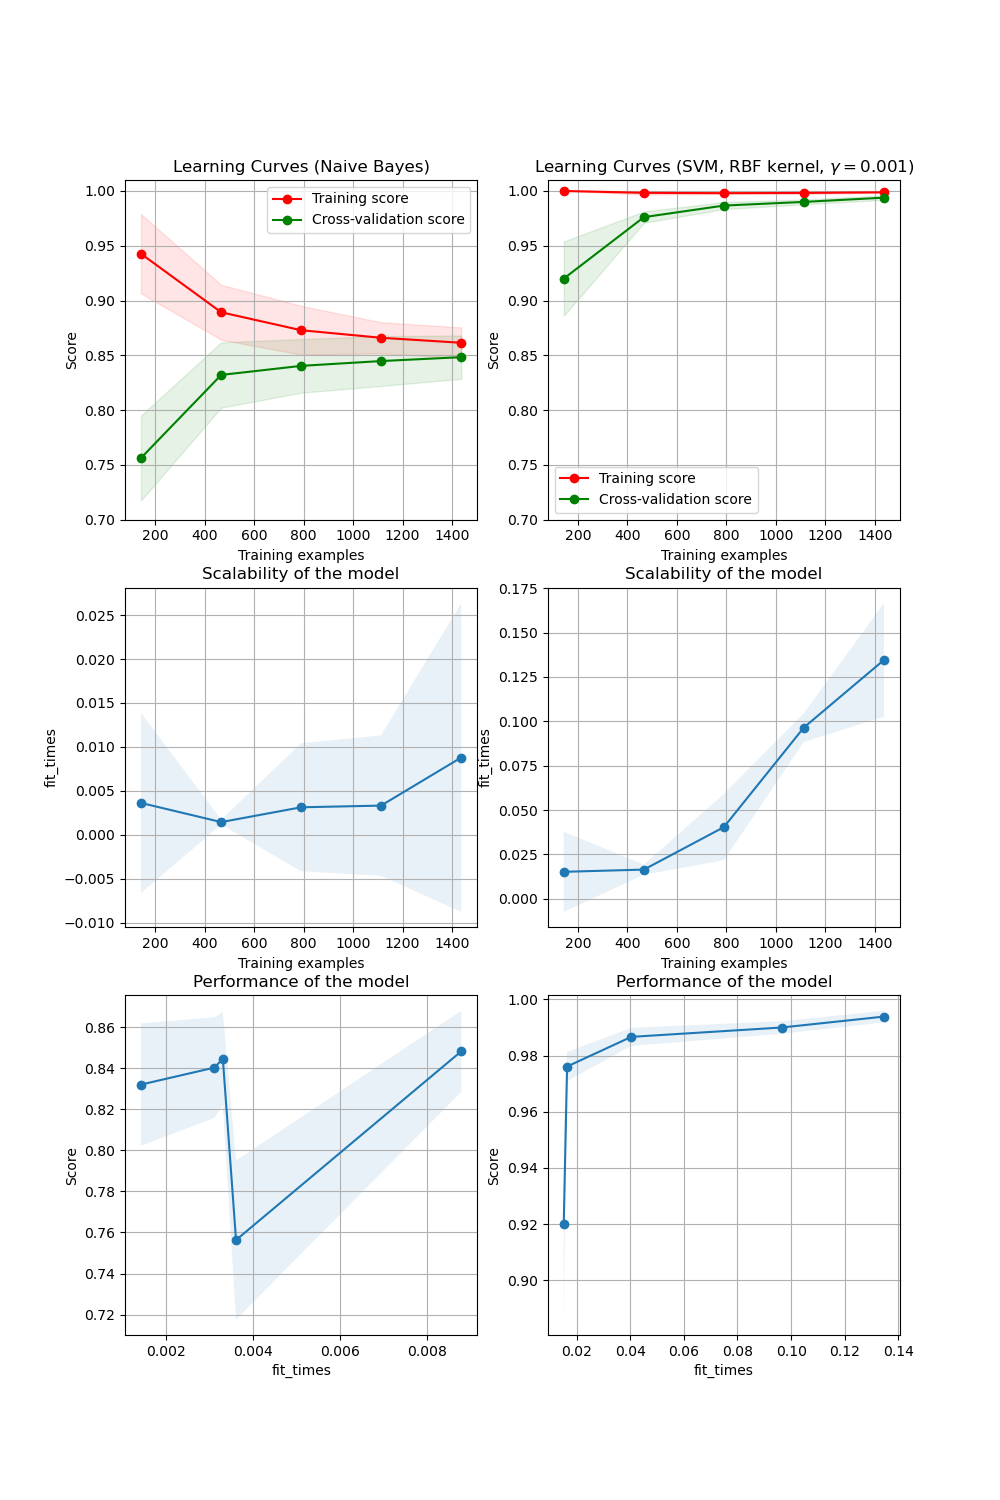 Learning Curves (Naive Bayes)
1.00
0.95
0.90
0.85
0.80
0.75
0.70
Score
Training score
Cross-validation score
200 400 600 800 1000 1200 1400
Training examples
Learning Curves (SVM, RBF kernel, γ = 0.001)
1.00
0.95
0.90
0.85
0.80
0.75
0.70
Score
Training score
Cross-validation score
200 400 600 800 1000 1200 1400
Training examples
Scalability of the model
0.025
0.020
0.015
0.010
0.005
0.000
−0.005
−0.010
fit_times
200 400 600 800 1000 1200 1400
Training examples
Scalability of the model
0.175
0.150
0.125
0.100
0.075
0.050
0.025
0.000
fit_times
200 400 600 800 1000 1200 1400
Training examples
Performance of the model
0.86
0.84
0.82
0.80
0.78
0.76
0.74
0.72
Score
0.002 0.004 0.006 0.008
fit_times
Performance of the model
1.00
0.98
0.96
0.94
0.92
0.90
Score
0.02 0.04 0.06 0.08 0.10 0.12 0.14
fit_times